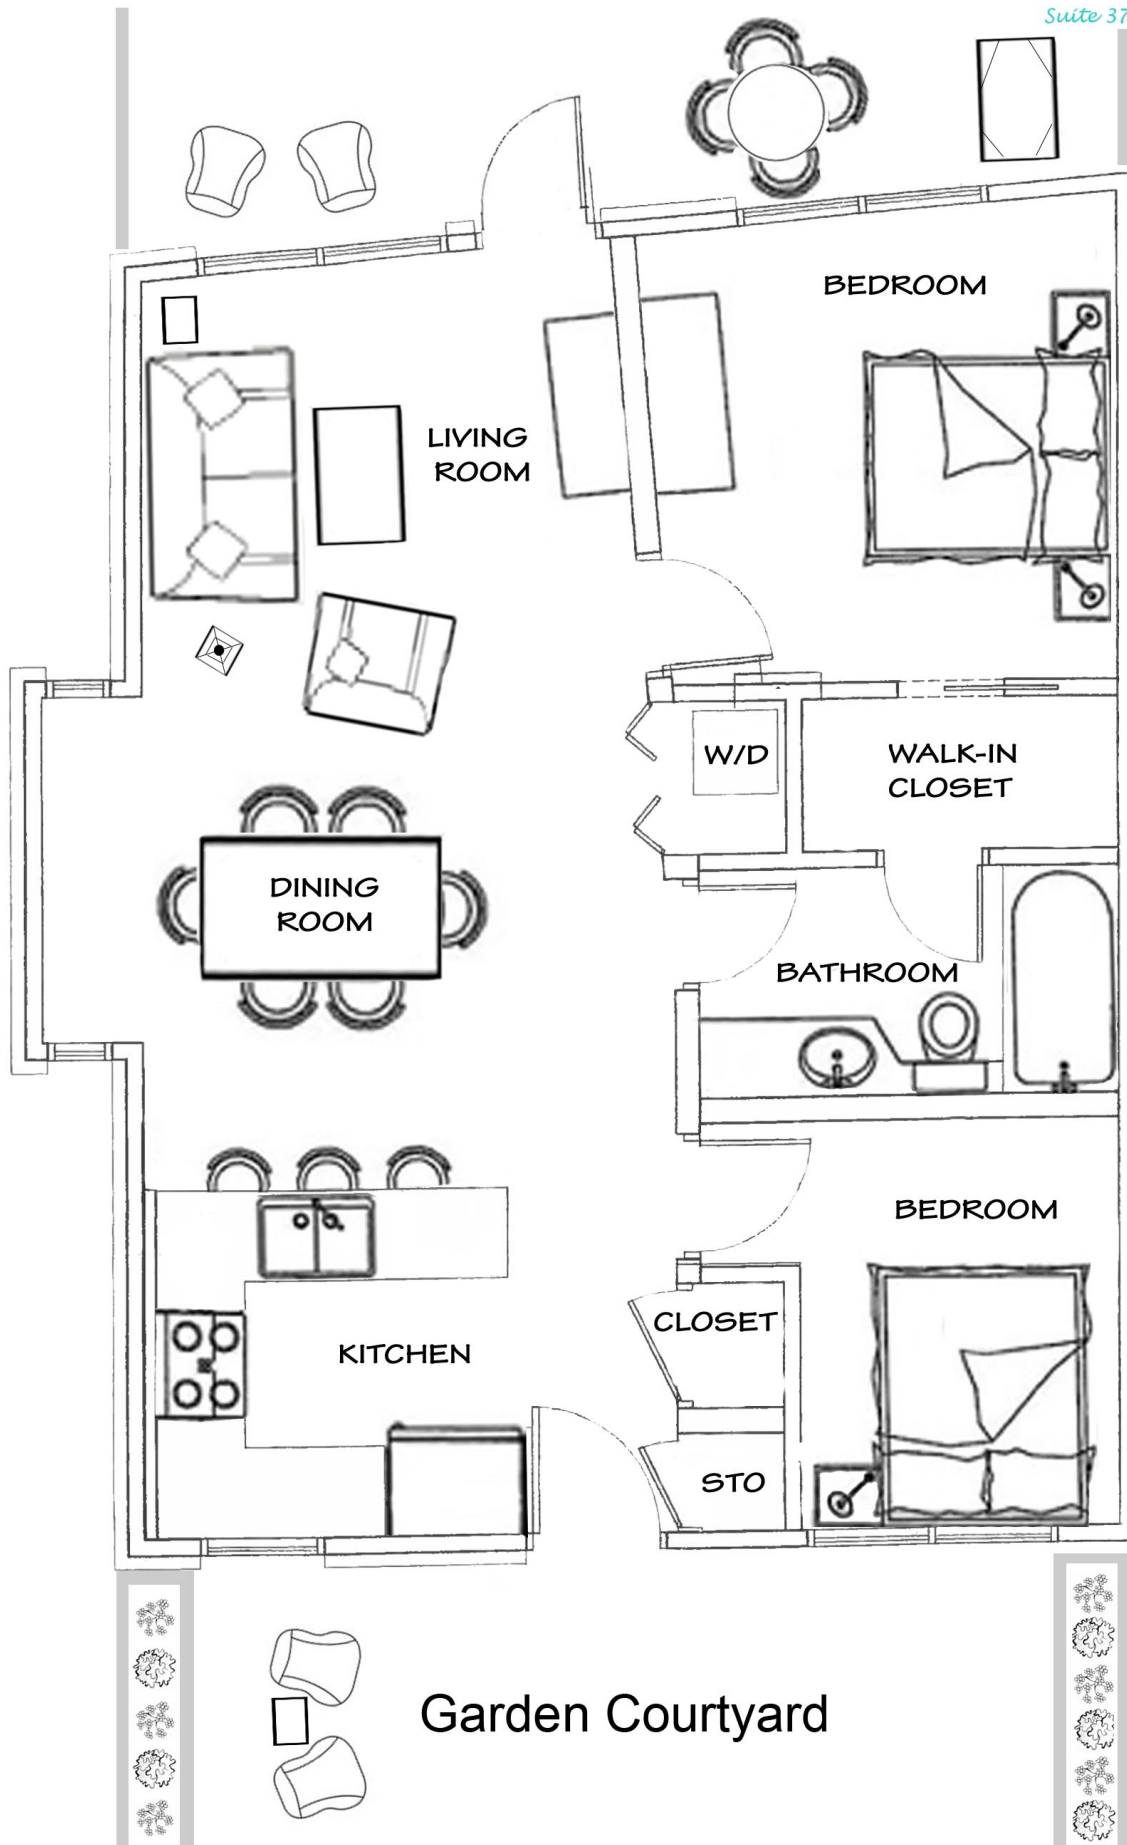 Suite 37
BEDROOM
LIVING
ROOM
W/D
WALK-IN
CLOSET
DINING
ROOM
BATHROOM
BEDROOM
CLOSET
KITCHEN
STO
Garden Courtyard